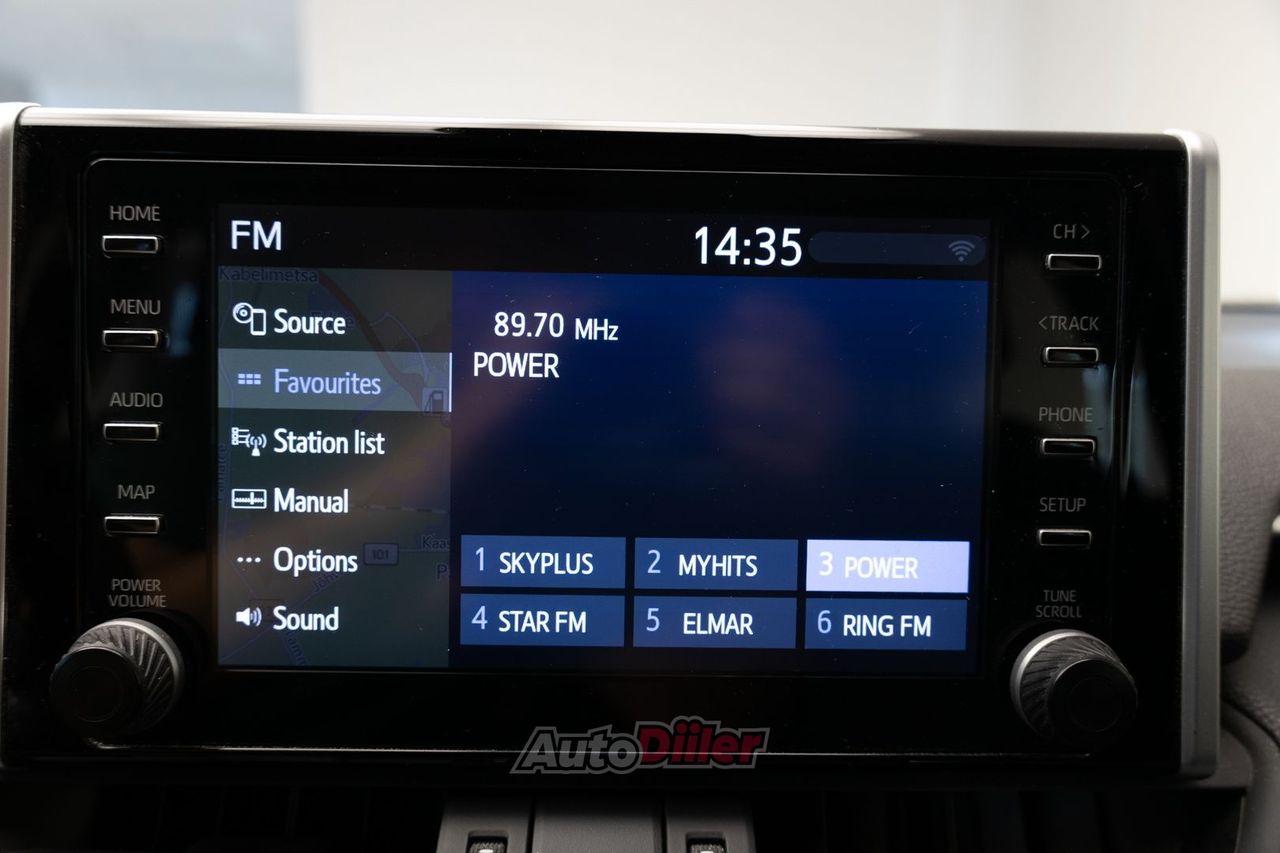 HOME
MENU
AUDIO
MAP
POWER
VOLUME
FM
14:35
Kabelimetsa
Source
Favourites
Station list
Manual
Options
Sound
101
89.70 MHz
POWER
1 SKYPLUS
2 MYHITS
3 POWER
4 STAR FM
5 ELMAR
6 RING FM
CH >
<TRACK
PHONE
SETUP
TUNE
SCROLL
AutoDiiler